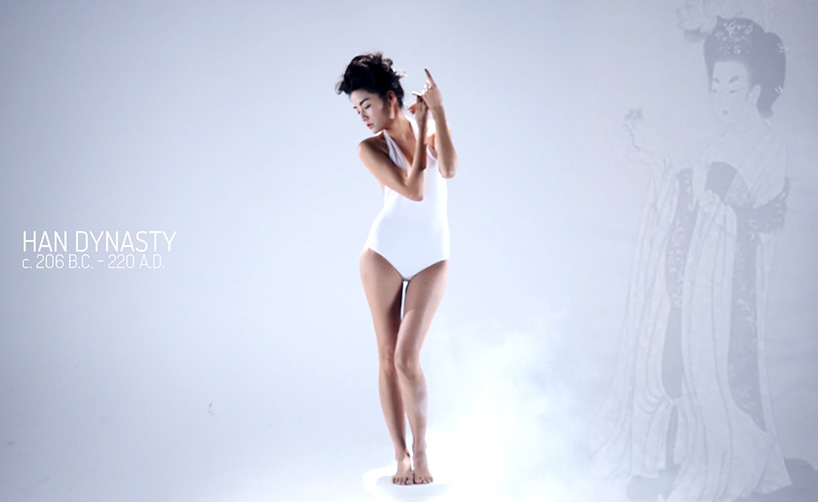 HAN DYNASTY
c. 206 B.C. - 220 A.D.